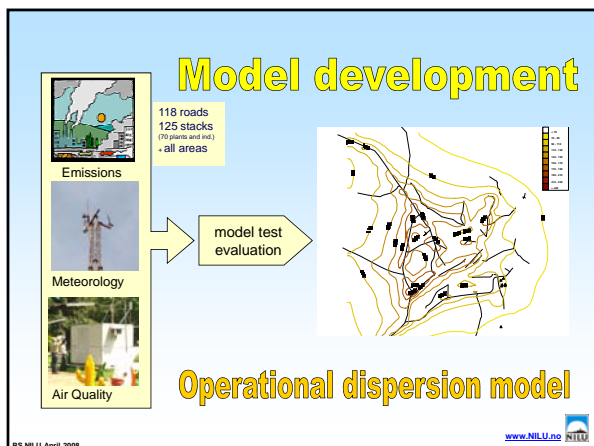 Model development
118 roads
125 stacks
(70 plants and ind.)
+ all areas
Emissions
Meteorology
Air Quality
model test
evaluation
Operational dispersion model
www.NILU.no
NILU
BS NILU April 2008